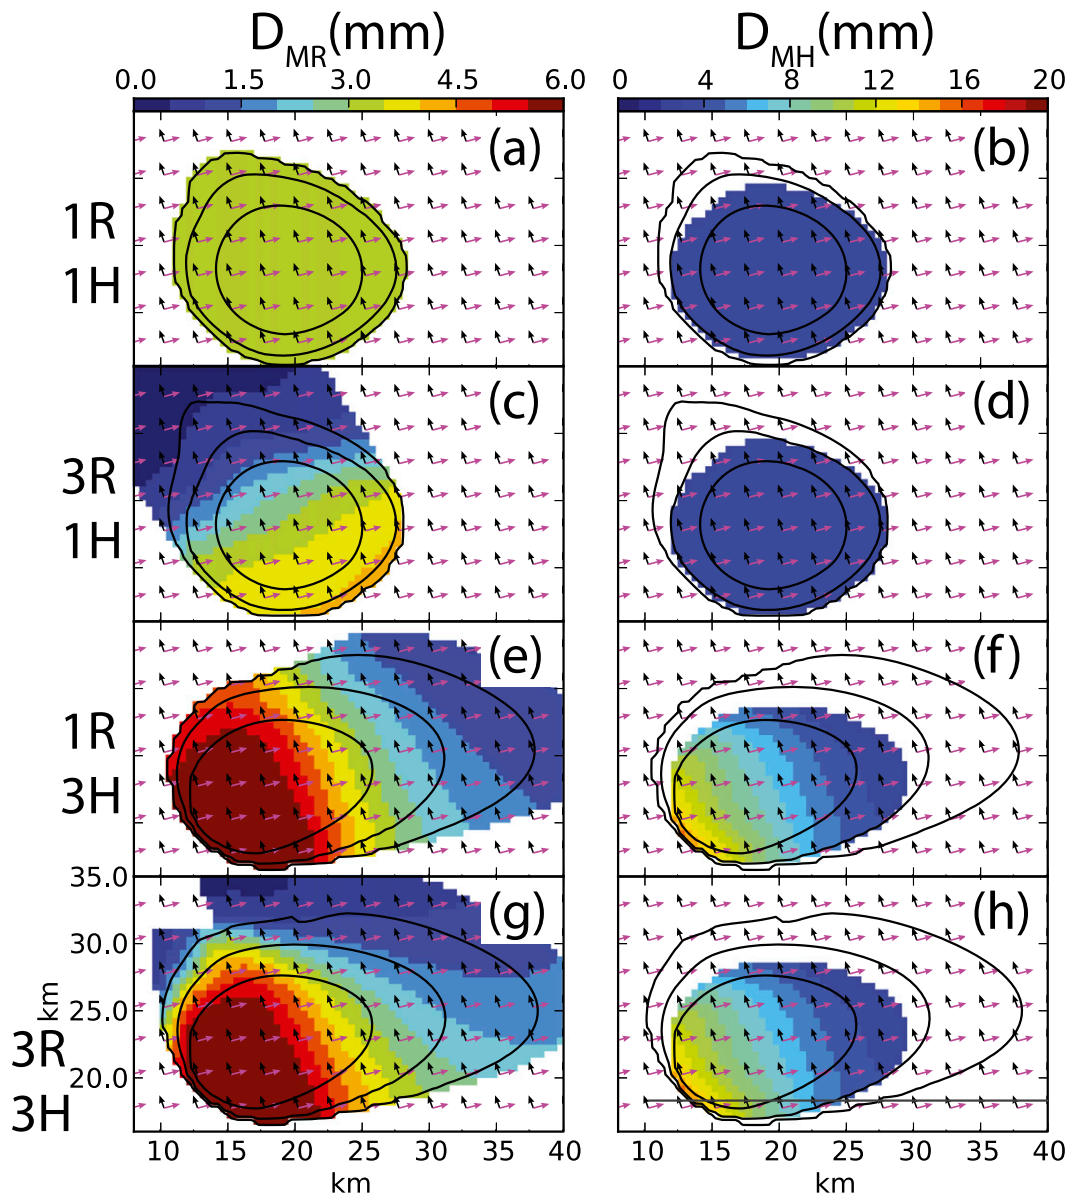 D_MR (mm) D_MH (mm)
0.0 1.5 3.0 4.5 6.0 0 4 8 12 16 20
(a) (b)
1R
1H
(c) (d)
3R
1H
(e) (f)
1R
3H
35.0
(g) (h)
30.0
km
25.0
3R
20.0
3H
10 15 20 25 30 35 40 10 15 20 25 30 35 40
km km